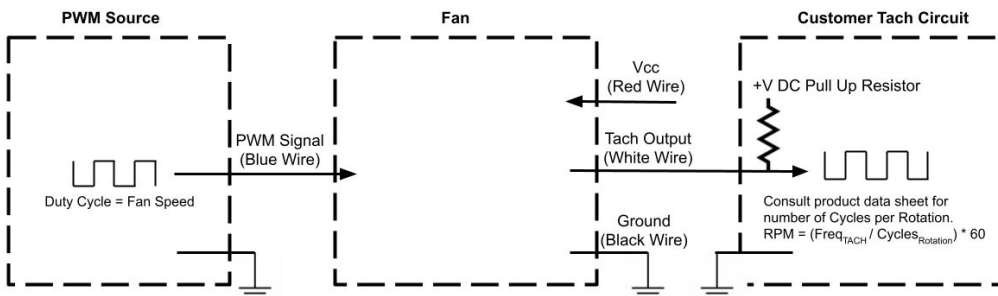 PWM Source
Fan
Customer Tach Circuit
Vcc
(Red Wire)
+V DC Pull Up Resistor
PWM Signal
(Blue Wire)
Tach Output
(White Wire)
Duty Cycle = Fan Speed
Consult product data sheet for
number of Cycles per Rotation.
RPM = (FreqTACH / CyclesRotation) * 60
Ground
(Black Wire)